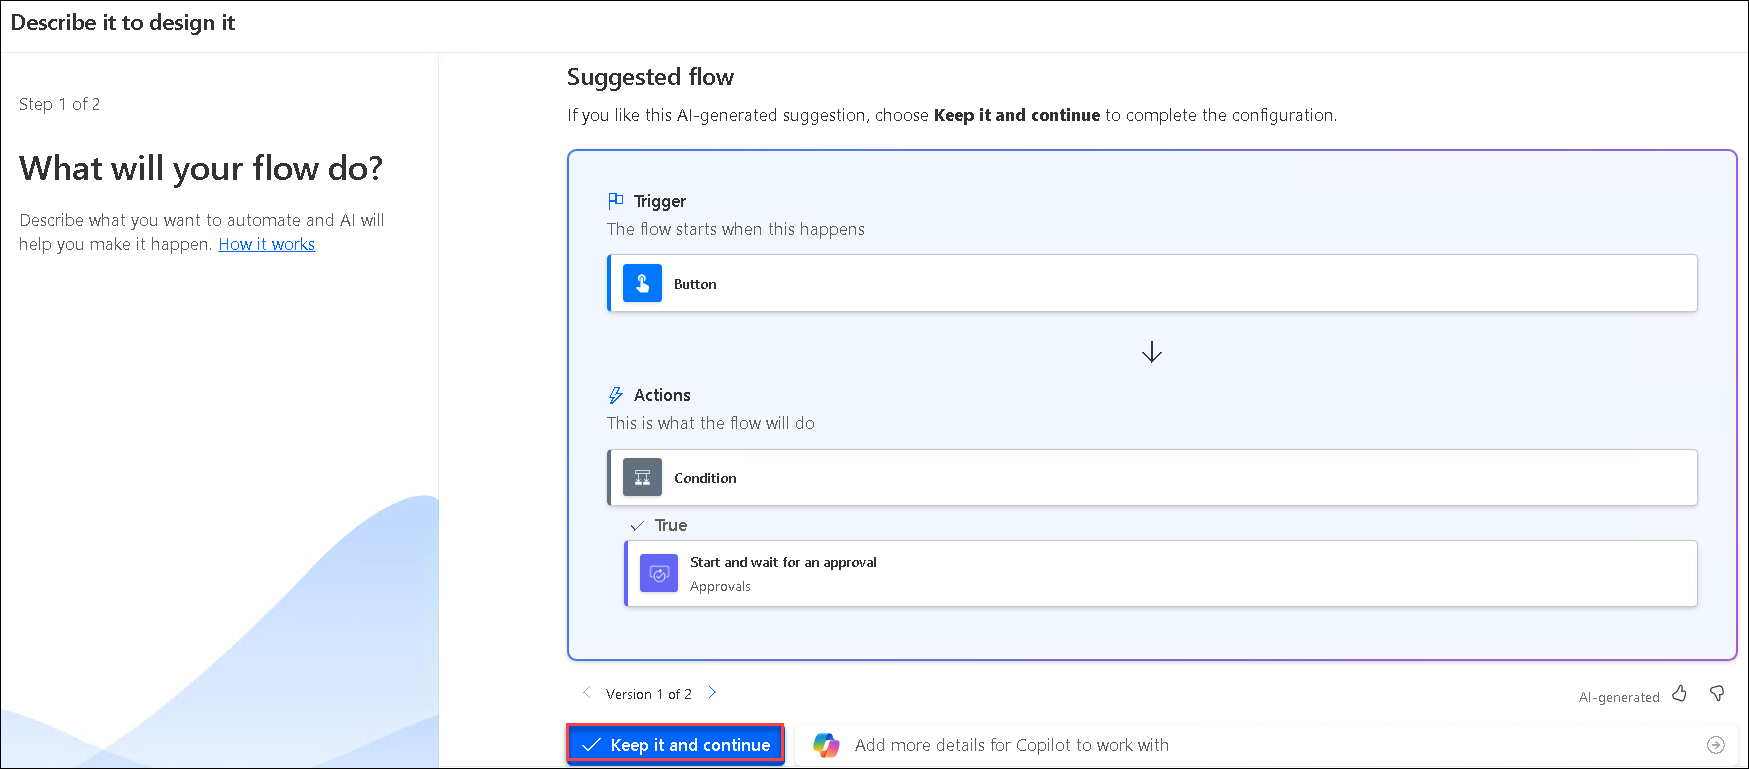 Describe it to design it
Step 1 of 2
What will your flow do?
Describe what you want to automate and AI will
help you make it happen. How it works
Suggested flow
If you like this AI-generated suggestion, choose Keep it and continue to complete the configuration.
Trigger
The flow starts when this happens
Button
Actions
This is what the flow will do
Condition
True
Start and wait for an approval
Approvals
Version 1 of 2
AI-generated
Keep it and continue
Add more details for Copilot to work with